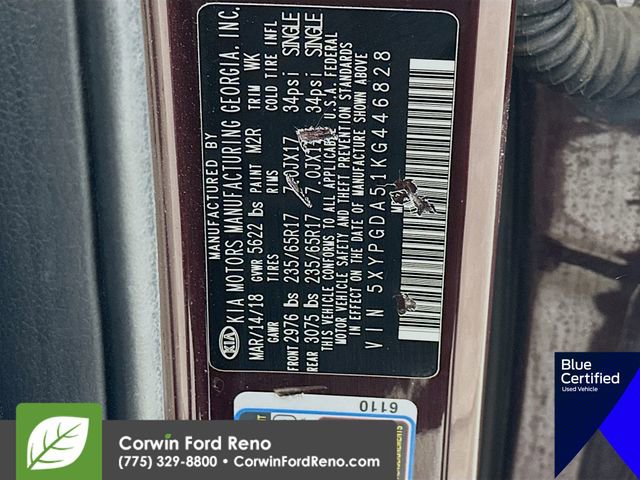 MANUFACTURED BY
KIA KIA MOTORS MANUFACTURING GEORGIA, INC.
MAR/14/18 GVWR 5622 lbs PAINT M2R TRIM WK
GAWR TIRES RIMS COLD TIRE INFL
FRONT 2976 lbs 235/65R17 7.0JX17 34psi SINGLE
REAR 3075 lbs 235/65R17 7.0JX17 34psi SINGLE
THIS VEHICLE CONFORMS TO ALL APPLICABLE U.S.A. FEDERAL
MOTOR VEHICLE SAFETY AND THEFT PREVENTION STANDARDS
IN EFFECT ON THE DATE OF MANUFACTURE SHOWN ABOVE
VIN 5XYPGDA51KG446828
6110
Blue
Certified
Used Vehicle
Corwin Ford Reno
(775) 329-8800 • CorwinFordReno.com